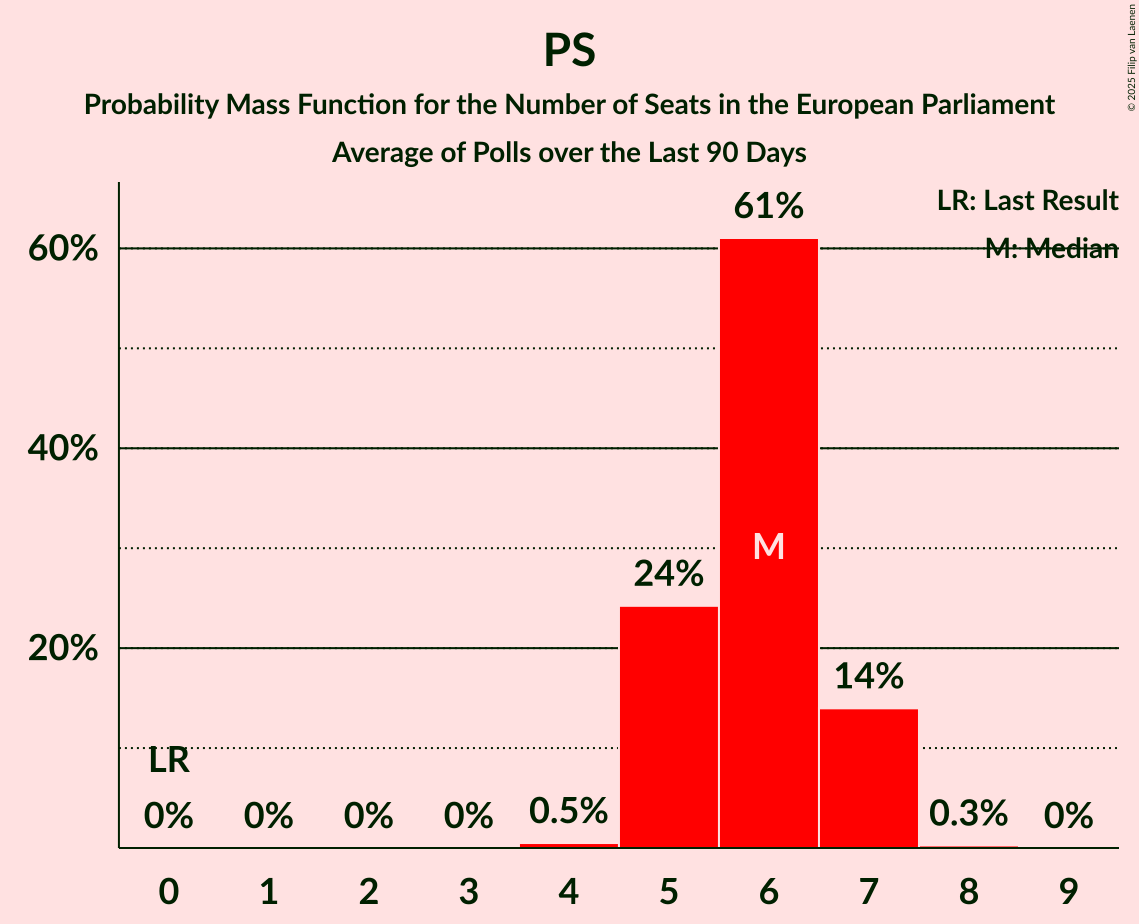 PS
Probability Mass Function for the Number of Seats in the European Parliament
Average of Polls over the Last 90 Days
© 2025 Filip van Laenen
LR: Last Result
M: Median
61%
60%
40%
M
24%
20%
14%
LR
0%
0%
0%
0%
0.5%
0.3%
0%
0
1
2
3
4
5
6
7
8
9